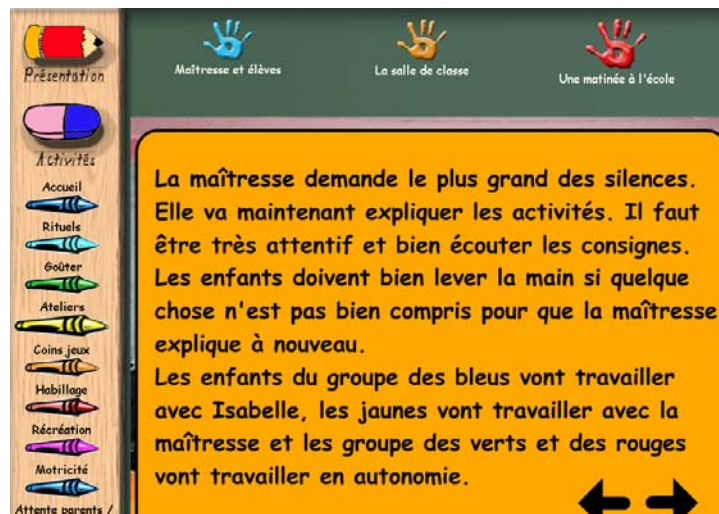 Présentation
Activités
Accueil
Rituels
Goûter
Ateliers
Coins jeux
Habillage
Récréation
Motricité
Attente parents /
Maîtresse et élèves
La salle de classe
Une matinée à l'école
La maîtresse demande le plus grand des silences.
Elle va maintenant expliquer les activités. Il faut
être très attentif et bien écouter les consignes.
Les enfants doivent bien lever la main si quelque
chose n'est pas bien compris pour que la maîtresse
explique à nouveau.
Les enfants du groupe des bleus vont travailler
avec Isabelle, les jaunes vont travailler avec la
maîtresse et les groupe des verts et des rouges
vont travailler en autonomie.